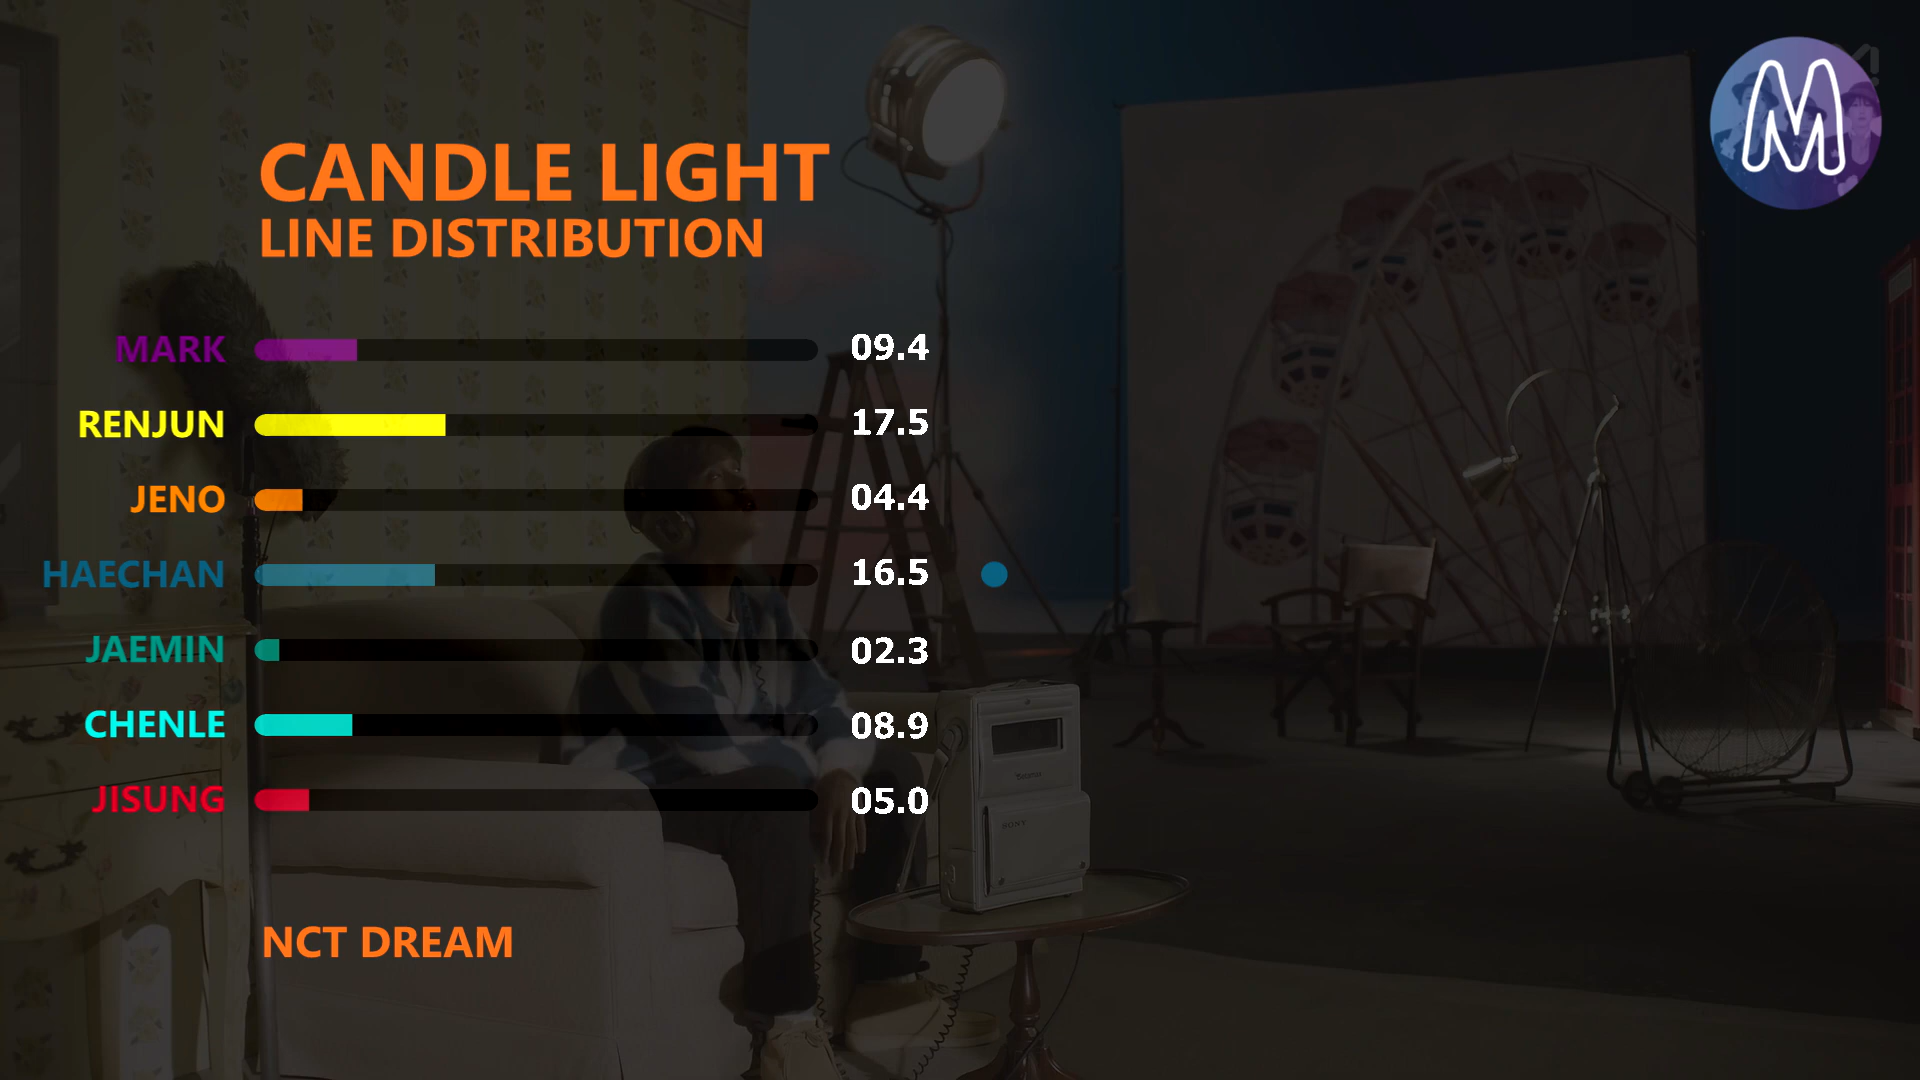 M
CANDLE LIGHT
LINE DISTRIBUTION
MARK 09.4
RENJUN 17.5
JENO 04.4
HAECHAN 16.5
JAEMIN 02.3
CHENLE 08.9
JISUNG 05.0
SONY
NCT DREAM